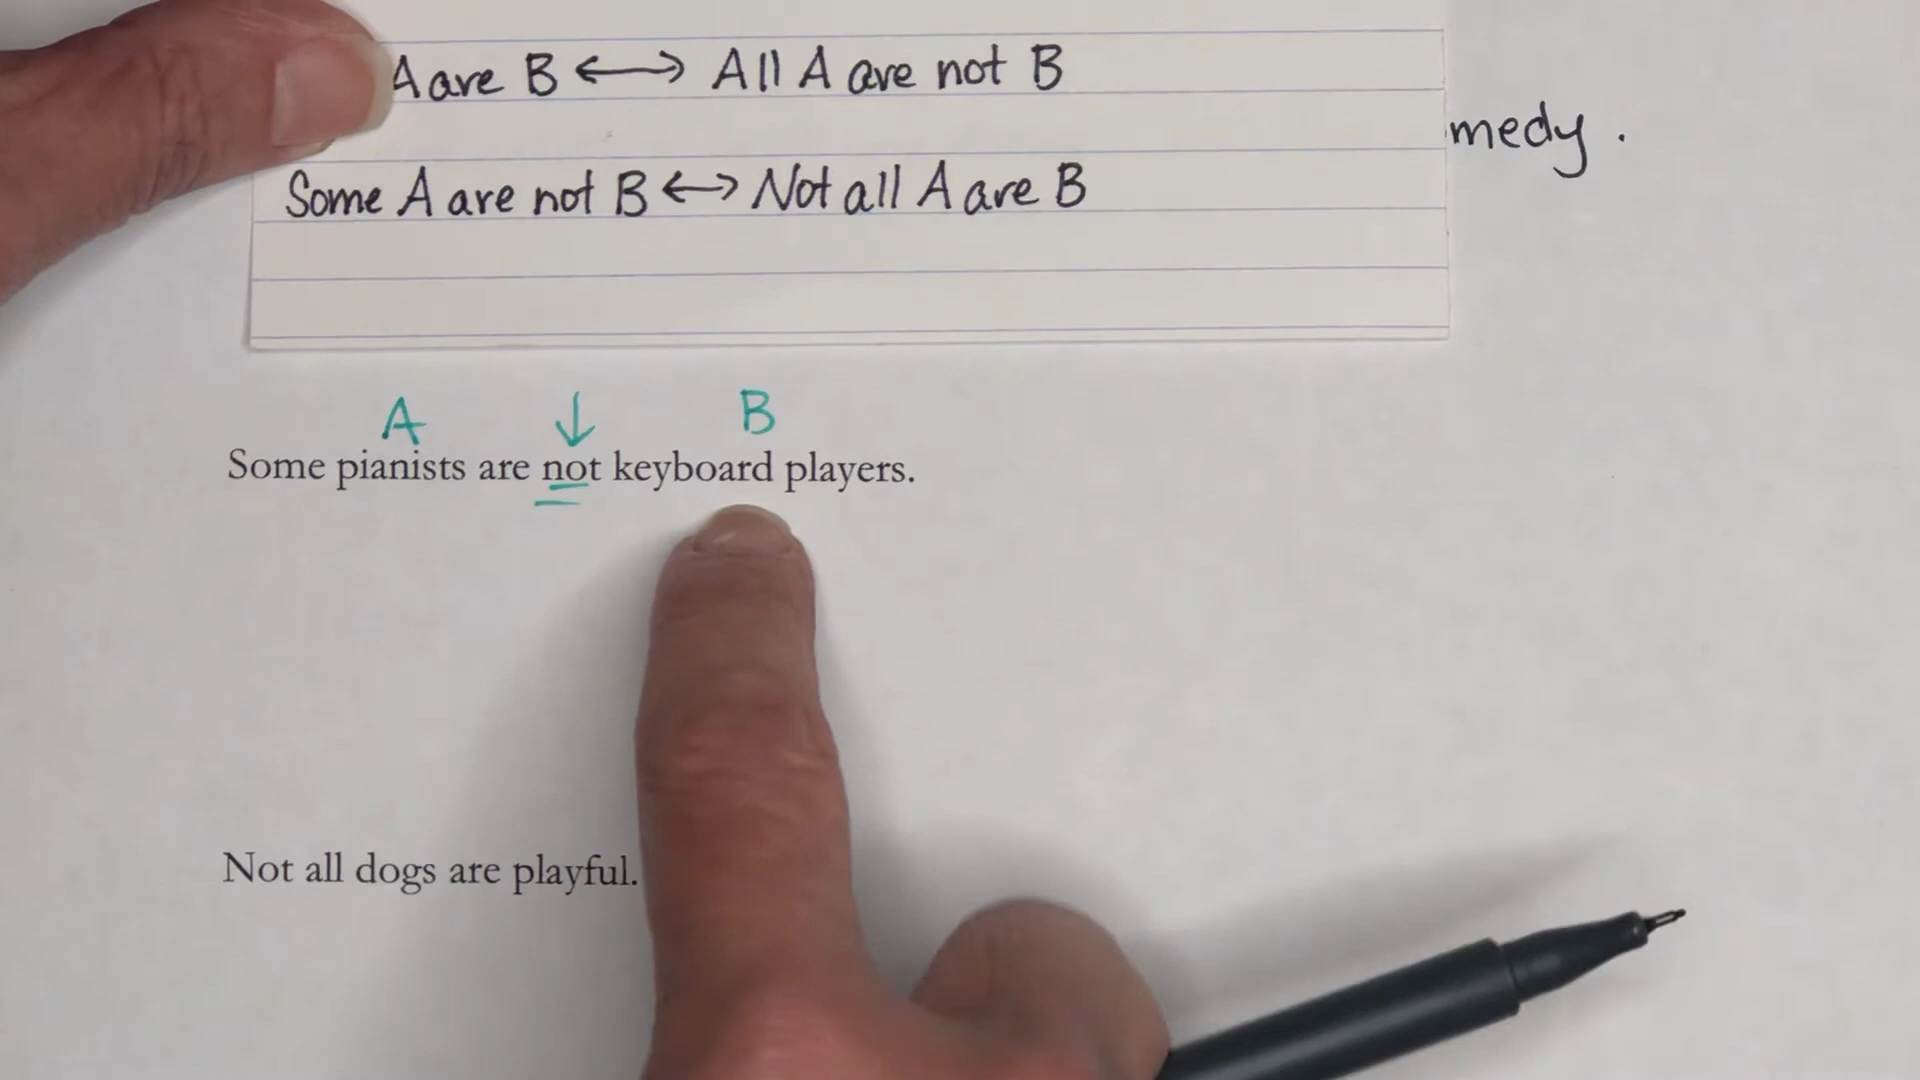 A are B ⟷ All A are not B
medy.
Some A are not B ⟷ Not all A are B
A ↓ B
Some pianists are not keyboard players.
Not all dogs are playful.